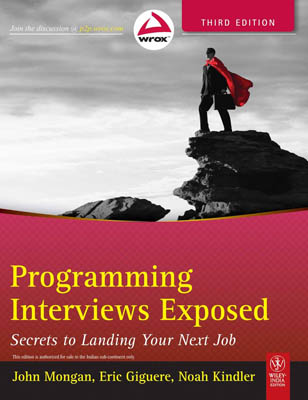 Join the discussion @ p2p.wrox.com
wrox™
THIRD EDITION
Programming
Interviews Exposed
Secrets to Landing Your Next Job
This edition is authorized for sale in the Indian sub-continent only.
John Mongan, Eric Giguere, Noah Kindler
WILEY-
INDIA
EDITION